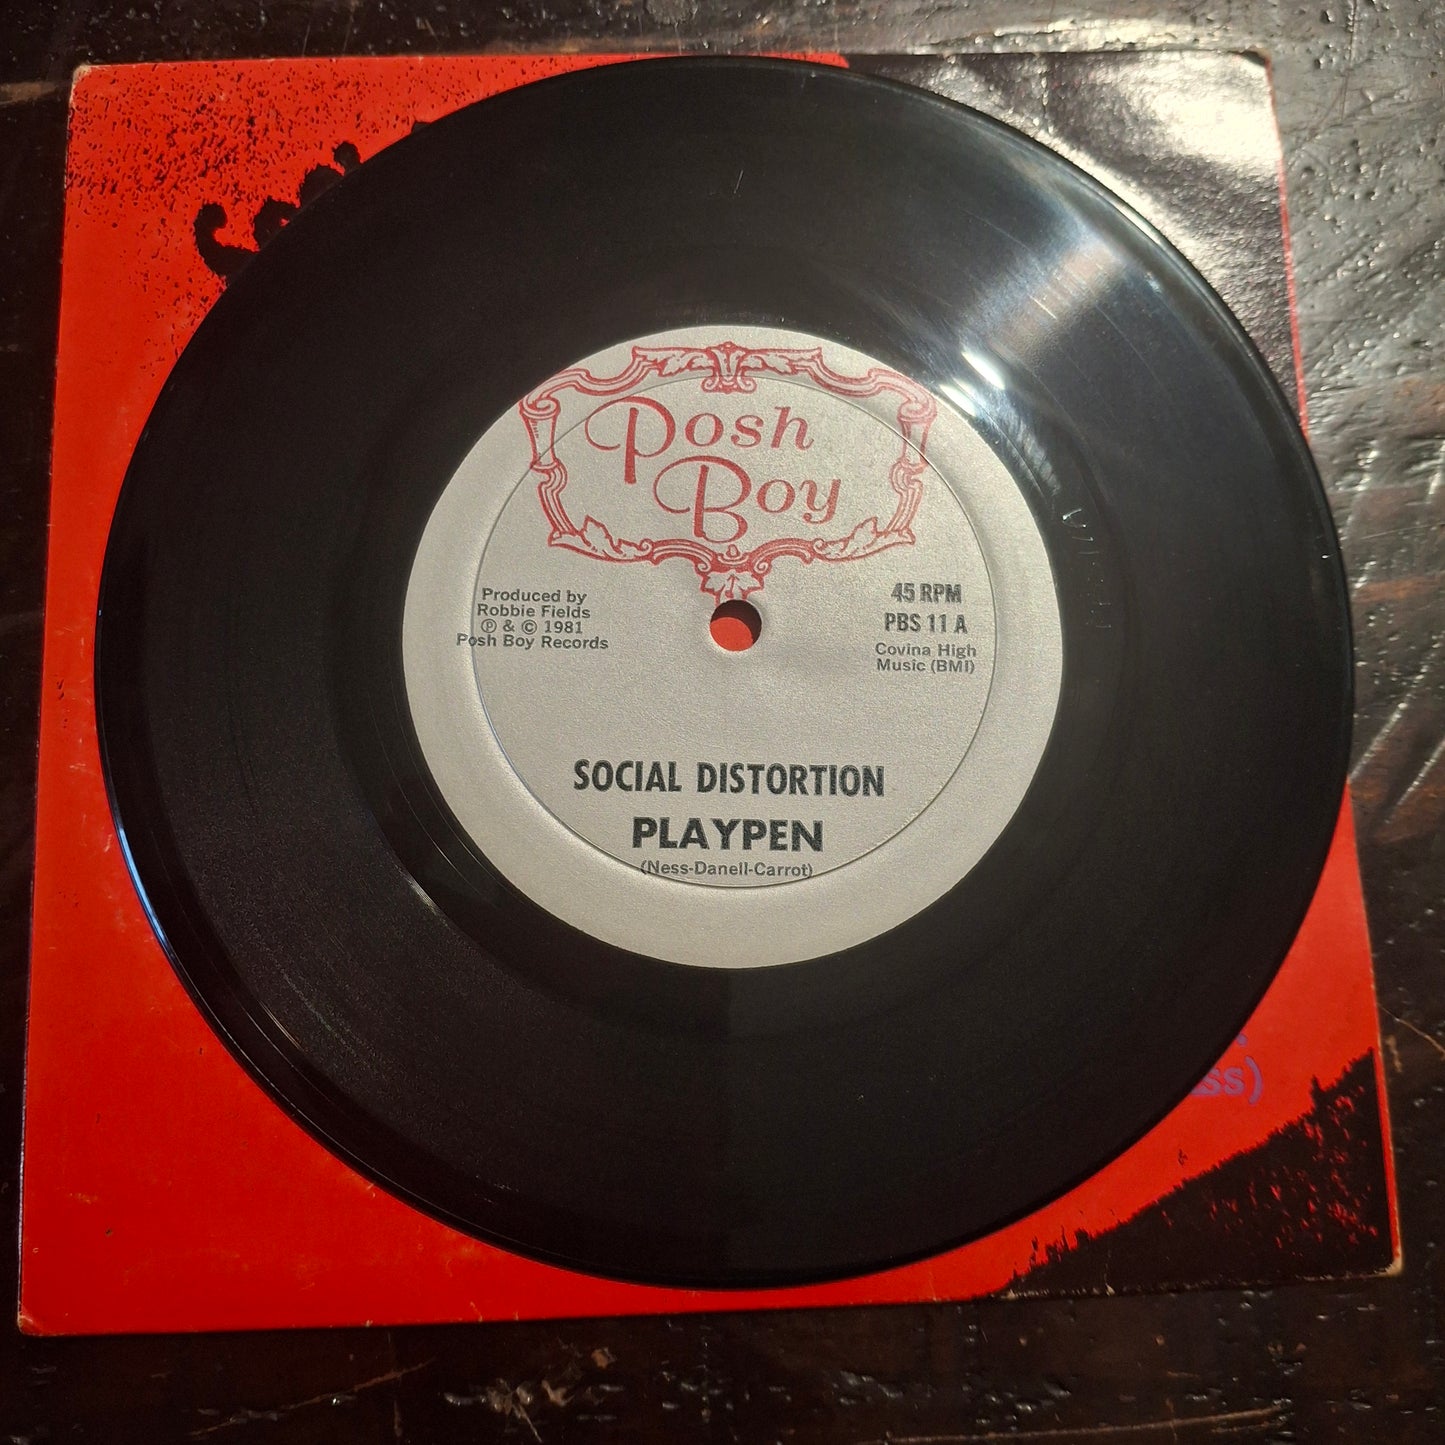 Posh
Boy
Produced by
Robbie Fields
℗ & © 1981
Posh Boy Records
45 RPM
PBS 11 A
Covina High
Music (BMI)
SOCIAL DISTORTION
PLAYPEN
(Ness-Danell-Carrot)